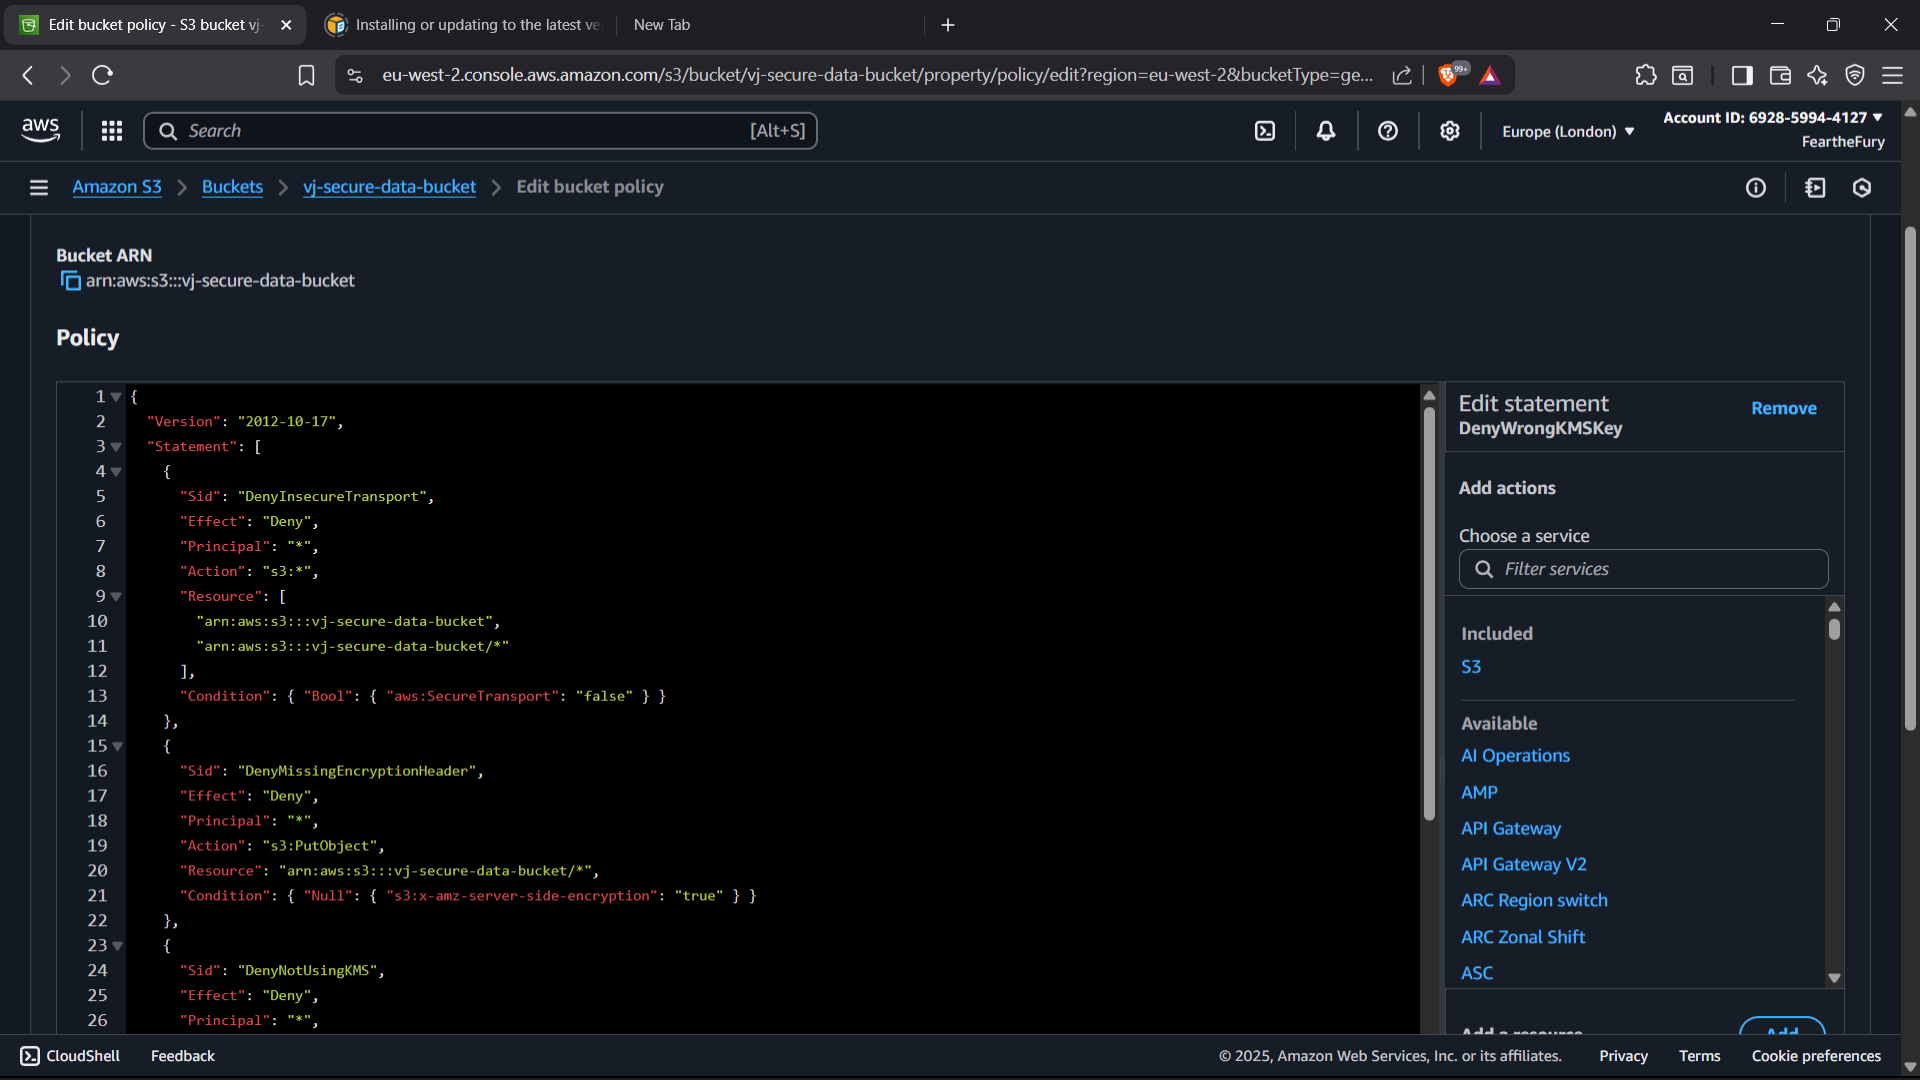 Edit bucket policy - S3 bucket vj-
Installing or updating to the latest ve
New Tab
eu-west-2.console.aws.amazon.com/s3/bucket/vj-secure-data-bucket/property/policy/edit?region=eu-west-2&bucketType=ge...
99+
aws
Search
[Alt+S]
Europe (London)
Account ID: 6928-5994-4127
FeartheFury
Amazon S3
Buckets
vj-secure-data-bucket
Edit bucket policy
Bucket ARN
arn:aws:s3:::vj-secure-data-bucket
Policy
1 {
2 "Version": "2012-10-17",
3 "Statement": [
4 {
5 "Sid": "DenyInsecureTransport",
6 "Effect": "Deny",
7 "Principal": "*",
8 "Action": "s3:*",
9 "Resource": [
10 "arn:aws:s3:::vj-secure-data-bucket",
11 "arn:aws:s3:::vj-secure-data-bucket/*"
12 ],
13 "Condition": { "Bool": { "aws:SecureTransport": "false" } }
14 },
15 {
16 "Sid": "DenyMissingEncryptionHeader",
17 "Effect": "Deny",
18 "Principal": "*",
19 "Action": "s3:PutObject",
20 "Resource": "arn:aws:s3:::vj-secure-data-bucket/*",
21 "Condition": { "Null": { "s3:x-amz-server-side-encryption": "true" } }
22 },
23 {
24 "Sid": "DenyNotUsingKMS",
25 "Effect": "Deny",
26 "Principal": "*",
Edit statement
Remove
DenyWrongKMSKey
Add actions
Choose a service
Filter services
Included
S3
Available
AI Operations
AMP
API Gateway
API Gateway V2
ARC Region switch
ARC Zonal Shift
ASC
Add a resource
Add
CloudShell
Feedback
© 2025, Amazon Web Services, Inc. or its affiliates.
Privacy
Terms
Cookie preferences